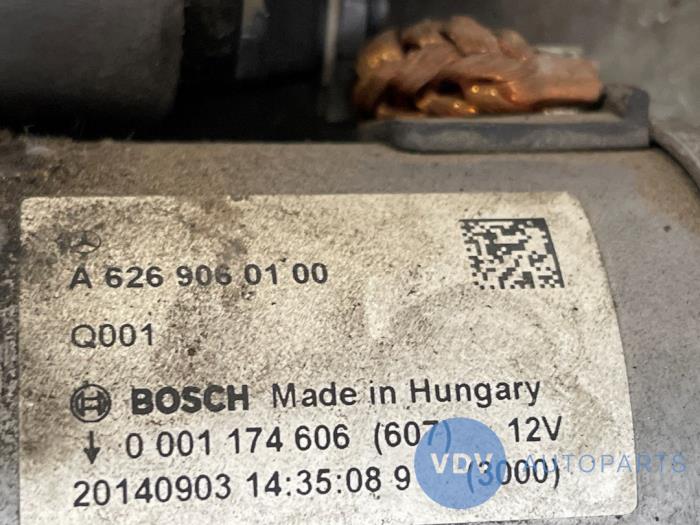 A 626 906 01 00
Q001
BOSCH Made in Hungary
0 001 174 606 (607) 12V
20140903 14:35:08 9 (3000)
VDV AUTOPARTS